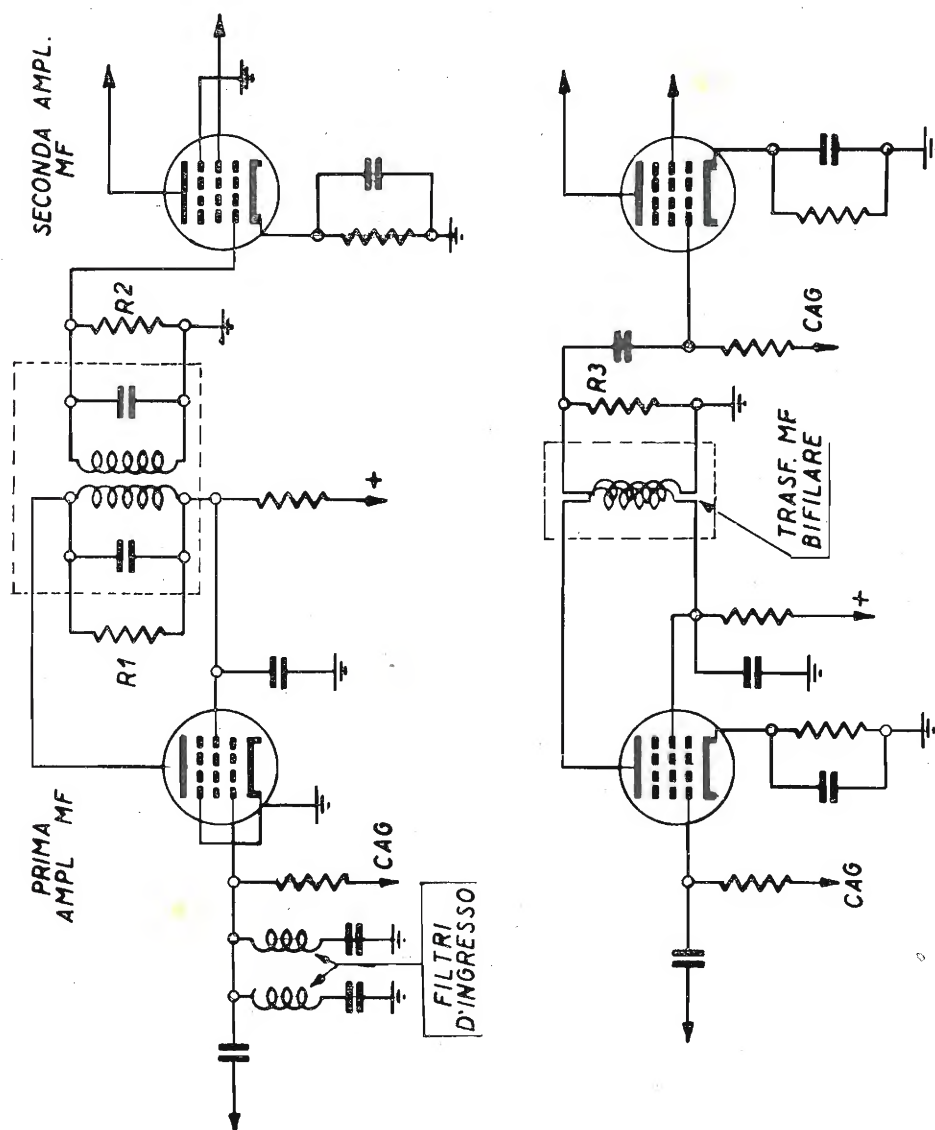 PRIMA
AMPL MF
SECONDA AMPL.
MF
R1
R2
+
CAG
FILTRI
D'INGRESSO
R3
CAG
TRASF. MF
BIFILARE
+
CAG